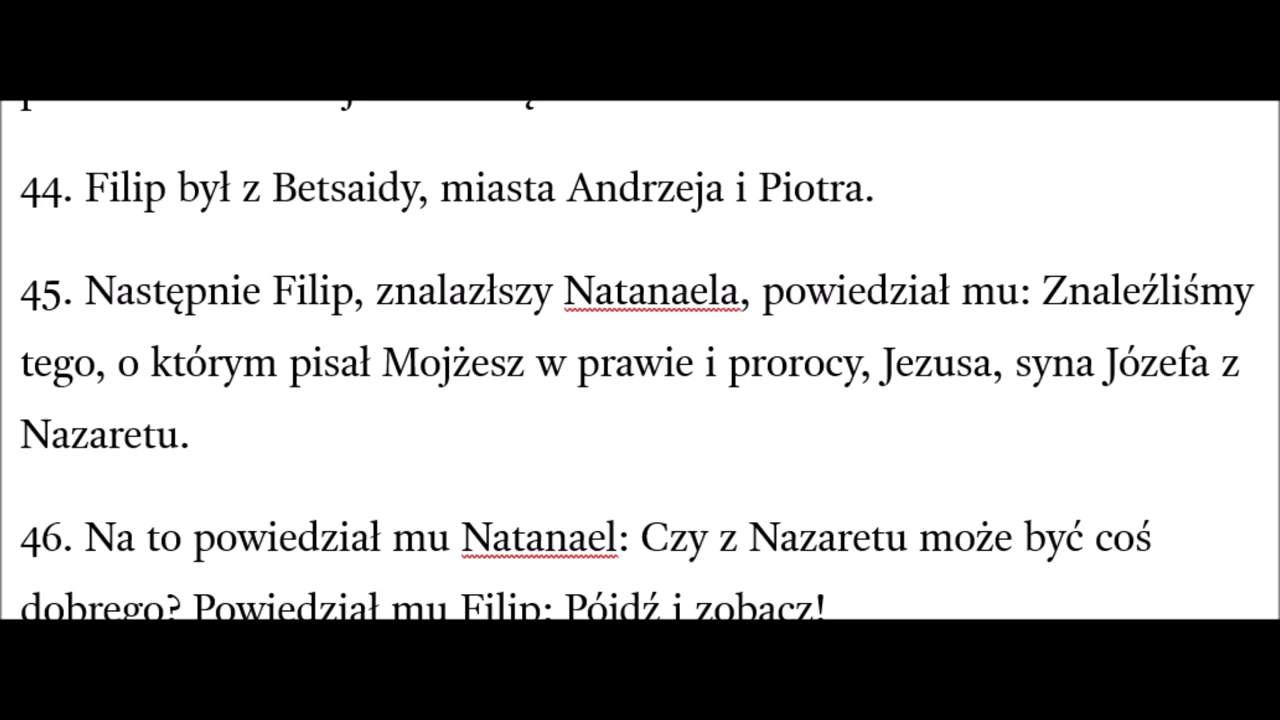 44. Filip był z Betsaidy, miasta Andrzeja i Piotra.
45. Następnie Filip, znalazłszy Natanaela, powiedział mu: Znaleźliśmy
tego, o którym pisał Mojżesz w prawie i prorocy, Jezusa, syna Józefa z
Nazaretu.
46. Na to powiedział mu Natanael: Czy z Nazaretu może być coś
dobrego? Powiedział mu Filip: Pójdź i zobacz!